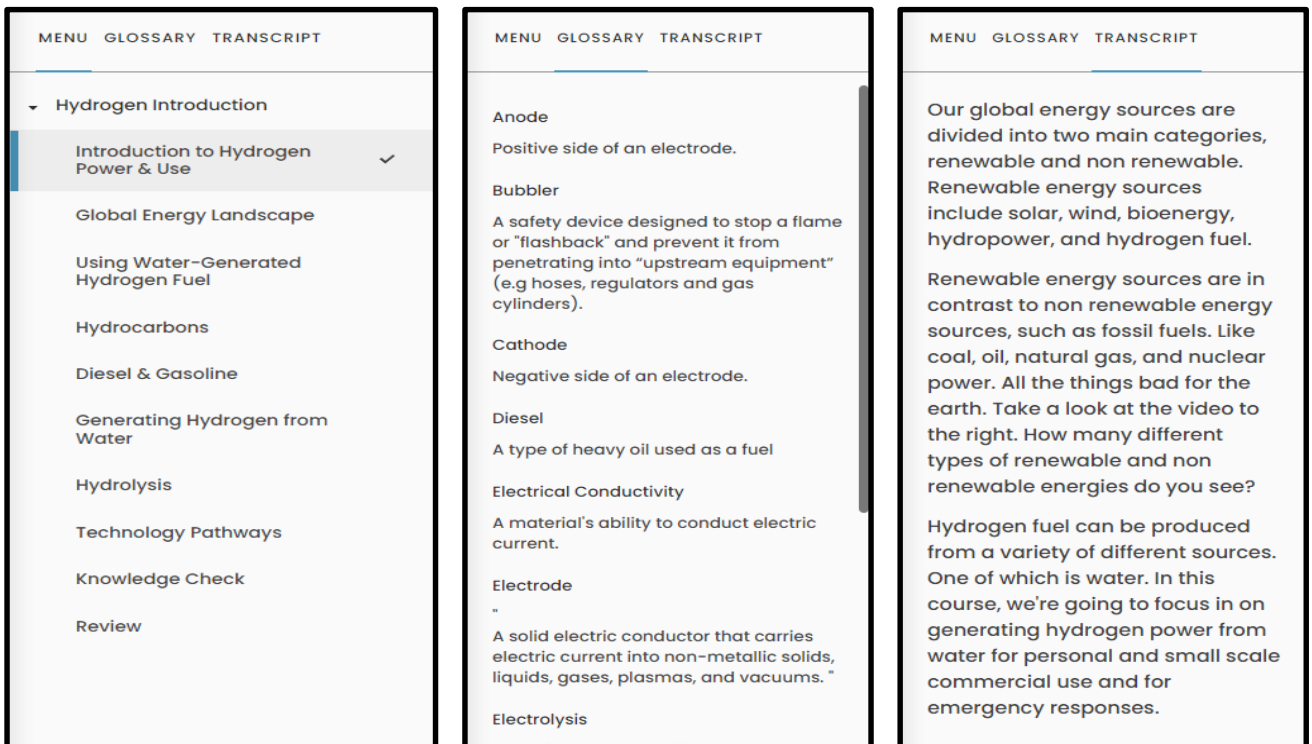 MENU GLOSSARY TRANSCRIPT
Hydrogen Introduction
Introduction to Hydrogen
Power & Use
Global Energy Landscape
Using Water-Generated
Hydrogen Fuel
Hydrocarbons
Diesel & Gasoline
Generating Hydrogen from
Water
Hydrolysis
Technology Pathways
Knowledge Check
Review
MENU GLOSSARY TRANSCRIPT
Anode
Positive side of an electrode.
Bubbler
A safety device designed to stop a flame
or "flashback" and prevent it from
penetrating into “upstream equipment”
(e.g hoses, regulators and gas
cylinders).
Cathode
Negative side of an electrode.
Diesel
A type of heavy oil used as a fuel
Electrical Conductivity
A material's ability to conduct electric
current.
Electrode
"
A solid electric conductor that carries
electric current into non-metallic solids,
liquids, gases, plasmas, and vacuums. "
Electrolysis
MENU GLOSSARY TRANSCRIPT
Our global energy sources are
divided into two main categories,
renewable and non renewable.
Renewable energy sources
include solar, wind, bioenergy,
hydropower, and hydrogen fuel.
Renewable energy sources are in
contrast to non renewable energy
sources, such as fossil fuels. Like
coal, oil, natural gas, and nuclear
power. All the things bad for the
earth. Take a look at the video to
the right. How many different
types of renewable and non
renewable energies do you see?
Hydrogen fuel can be produced
from a variety of different sources.
One of which is water. In this
course, we're going to focus in on
generating hydrogen power from
water for personal and small scale
commercial use and for
emergency responses.